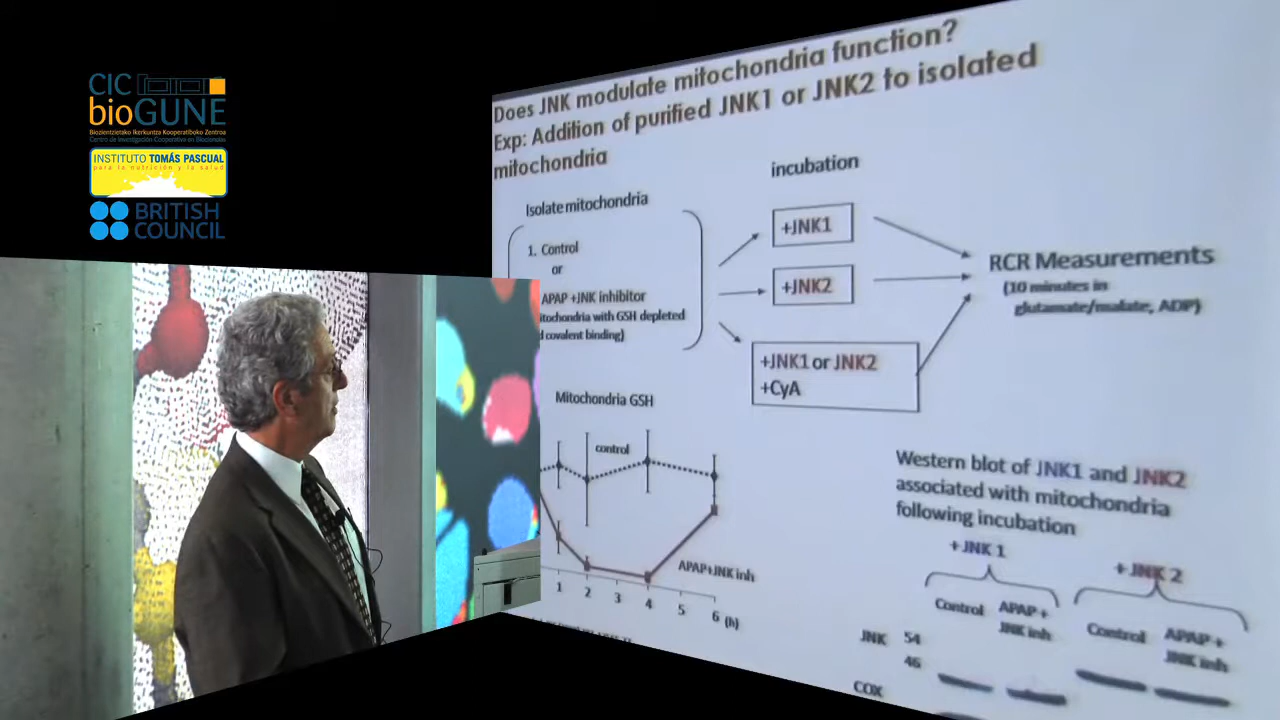 CIC
bioGUNE
Biozientzietako Ikerkuntza Kooperatiboko Zentroa
Centro de Investigación Cooperativa en Biociencias
INSTITUTO TOMÁS PASCUAL
para la nutrición y la salud
BRITISH
COUNCIL
Does JNK modulate mitochondria function?
Exp: Addition of purified JNK1 or JNK2 to isolated
mitochondria
incubation
Isolate mitochondria
1. Control
or
APAP +JNK inhibitor
itochondria with GSH depleted
d covalent binding)
+JNK1
+JNK2
+JNK1 or JNK2
+CyA
RCR Measurements
(10 minutes in
glutamate/malate, ADP)
Mitochondria GSH
control
APAP+JNK inh
1 2 3 4 5 6 (h)
Western blot of JNK1 and JNK2
associated with mitochondria
following incubation
+JNK 1
+ JNK 2
Control
APAP +
JNK inh
Control
APAP +
JNK inh
JNK 54
46
COX